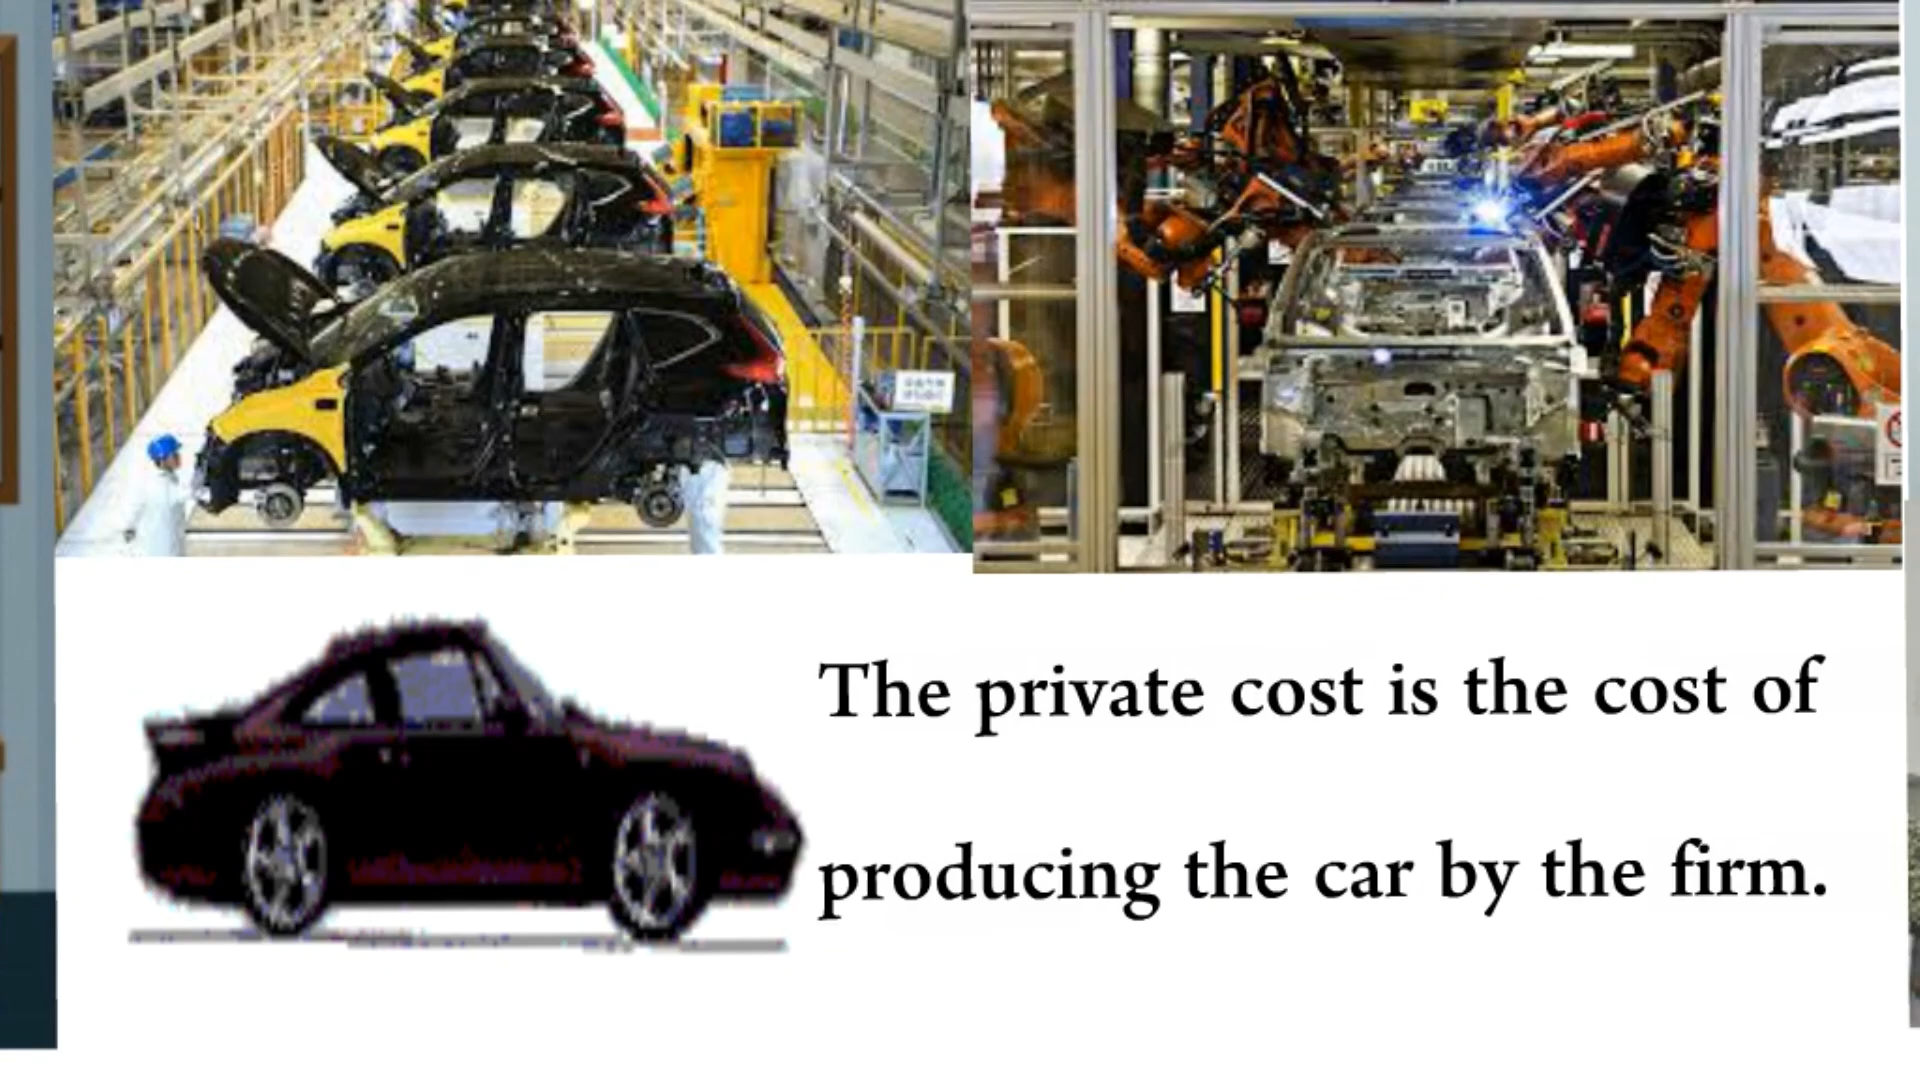 The private cost is the cost of
producing the car by the firm.